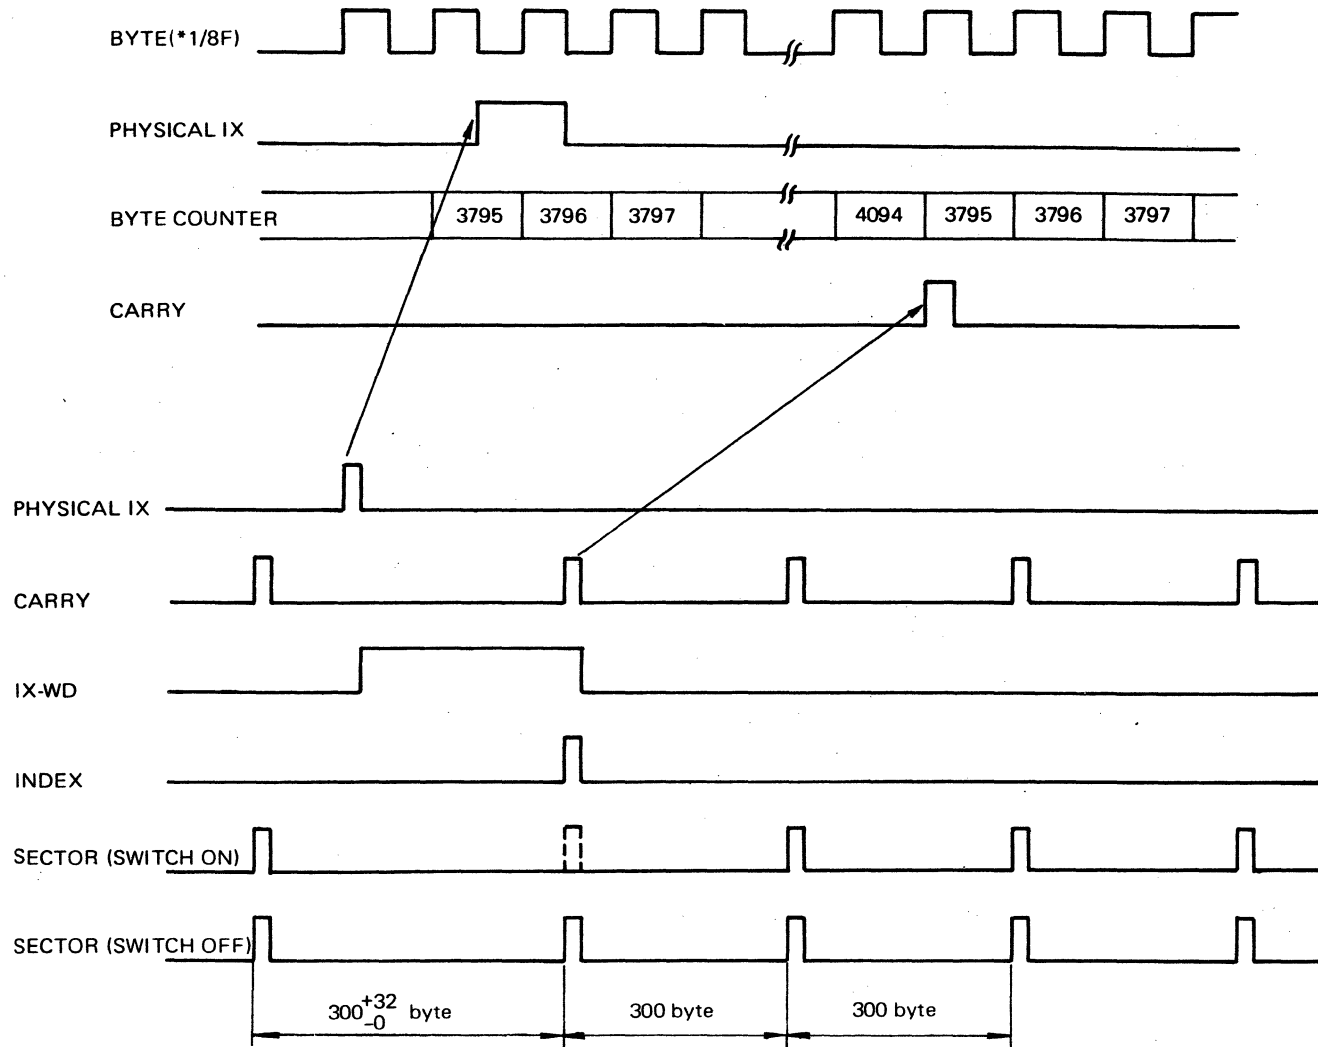 BYTE(*1/8F)
PHYSICAL IX
BYTE COUNTER 3795 3796 3797 4094 3795 3796 3797
CARRY
PHYSICAL IX
CARRY
IX-WD
INDEX
SECTOR (SWITCH ON)
SECTOR (SWITCH OFF)
300 +32 -0 byte 300 byte 300 byte